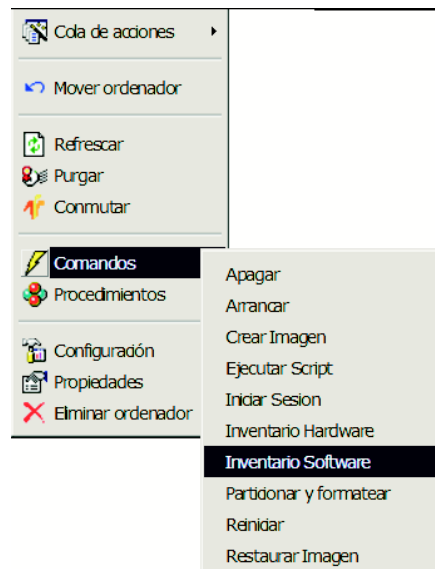 Cola de acciones
Mover ordenador
Refrescar
Purgar
Conmutar
Comandos
Procedimientos
Configuración
Propiedades
Eliminar ordenador
Apagar
Arrancar
Crear Imagen
Ejecutar Script
Iniciar Sesion
Inventario Hardware
Inventario Software
Particionar y formatear
Reiniciar
Restaurar Imagen